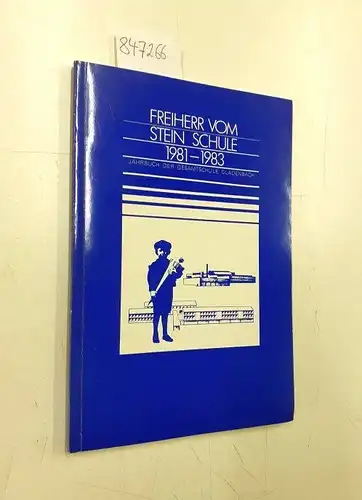 847266
FREIHERR VOM
STEIN SCHULE
1981–1983
JAHRBUCH DER GESAMTSCHULE GLADENBACH